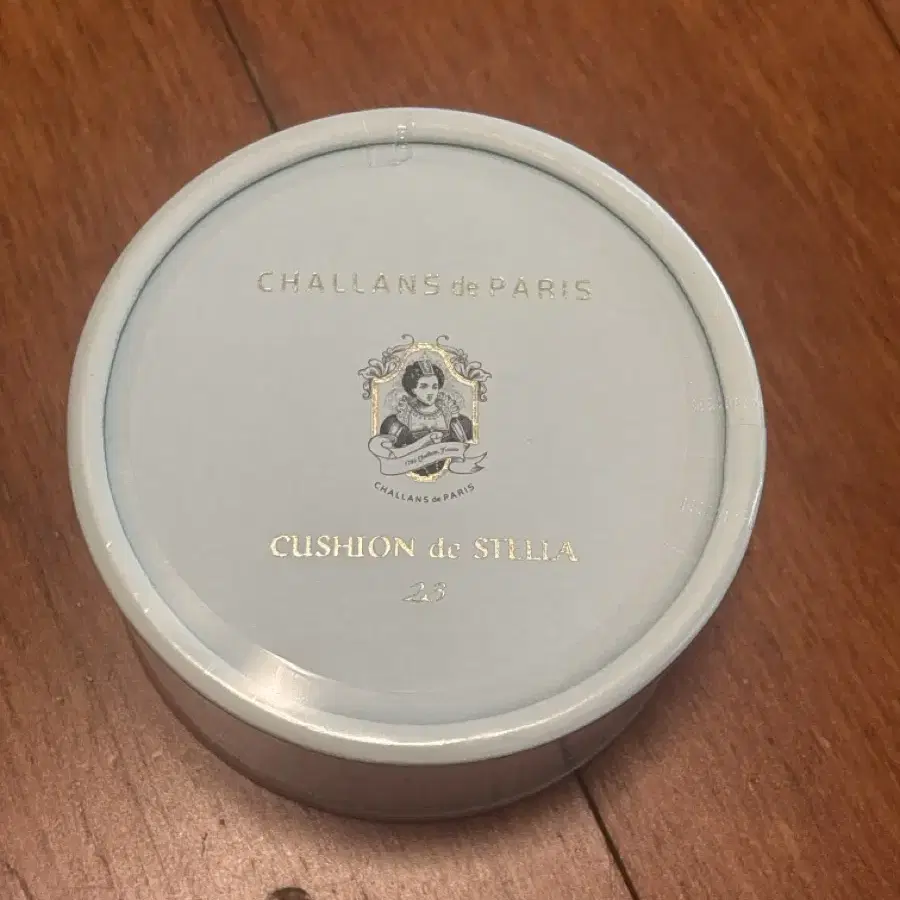 CHALLANS de PARIS
CHALLANS de PARIS
CUSHION de STELLA
23